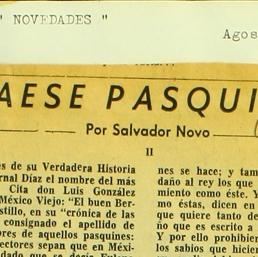 " NOVEDADES "
Agos
AESE PASQUI
Por Salvador Novo
II
es de su Verdadera Historia
rnal Díaz el nombre del más
Cita don Luis González
México Viejo: "El buen Ber-
stillo, en su "crónica de las
consignado el apellido de
ores de aquellos pasquines:
ectores sepan que en Méxi-
nes se hace; y tam
daño al rey los que
miento como éste. Y
mo éstas, dicen en
que quiere tanto de
ño que es escrito a
Y por ello prohibier
los sabios que hicier